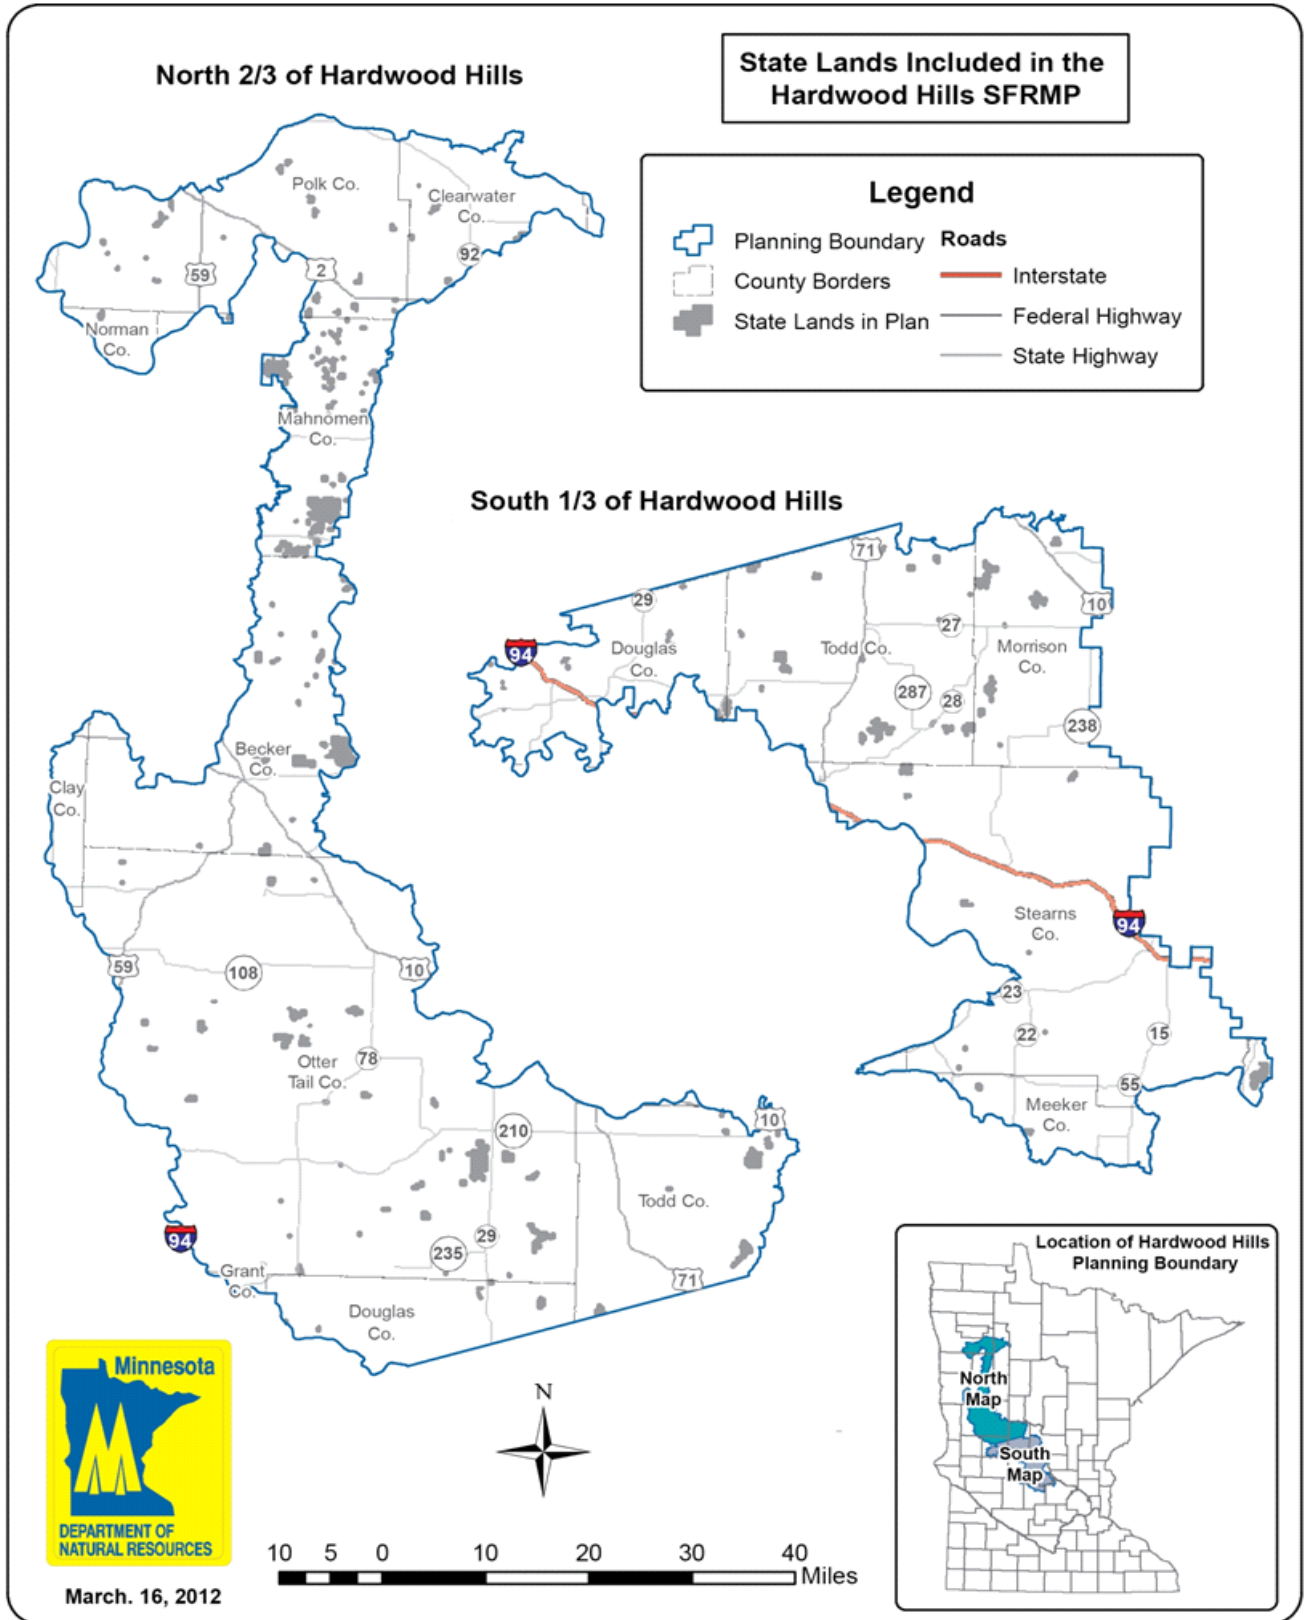 State Lands Included in the
Hardwood Hills SFRMP
North 2/3 of Hardwood Hills
Legend
Planning Boundary
County Borders
State Lands in Plan
Roads
Interstate
Federal Highway
State Highway
Polk Co.
Clearwater
Co.
92
59
2
Norman
Co.
Mahnomen
Co.
Becker
Co.
Clay
Co.
59
108
10
Otter
Tail Co.
78
210
10
Todd Co.
94
29
235
71
Grant
Co.
Douglas
Co.
South 1/3 of Hardwood Hills
71
29
10
27
94
Douglas
Co.
Todd Co.
Morrison
Co.
287
28
238
Stearns
Co.
94
23
22
15
55
Meeker
Co.
Location of Hardwood Hills
Planning Boundary
North
Map
South
Map
Minnesota
DEPARTMENT OF
NATURAL RESOURCES
March. 16, 2012
N
10 5 0 10 20 30 40
Miles